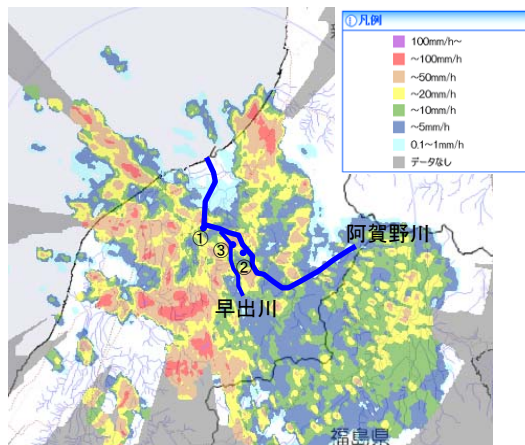 ①凡例
100mm/h~
~100mm/h
~50mm/h
~20mm/h
~10mm/h
~5mm/h
0.1~1mm/h
データなし
阿賀野川
①
③
②
早出川
福島県